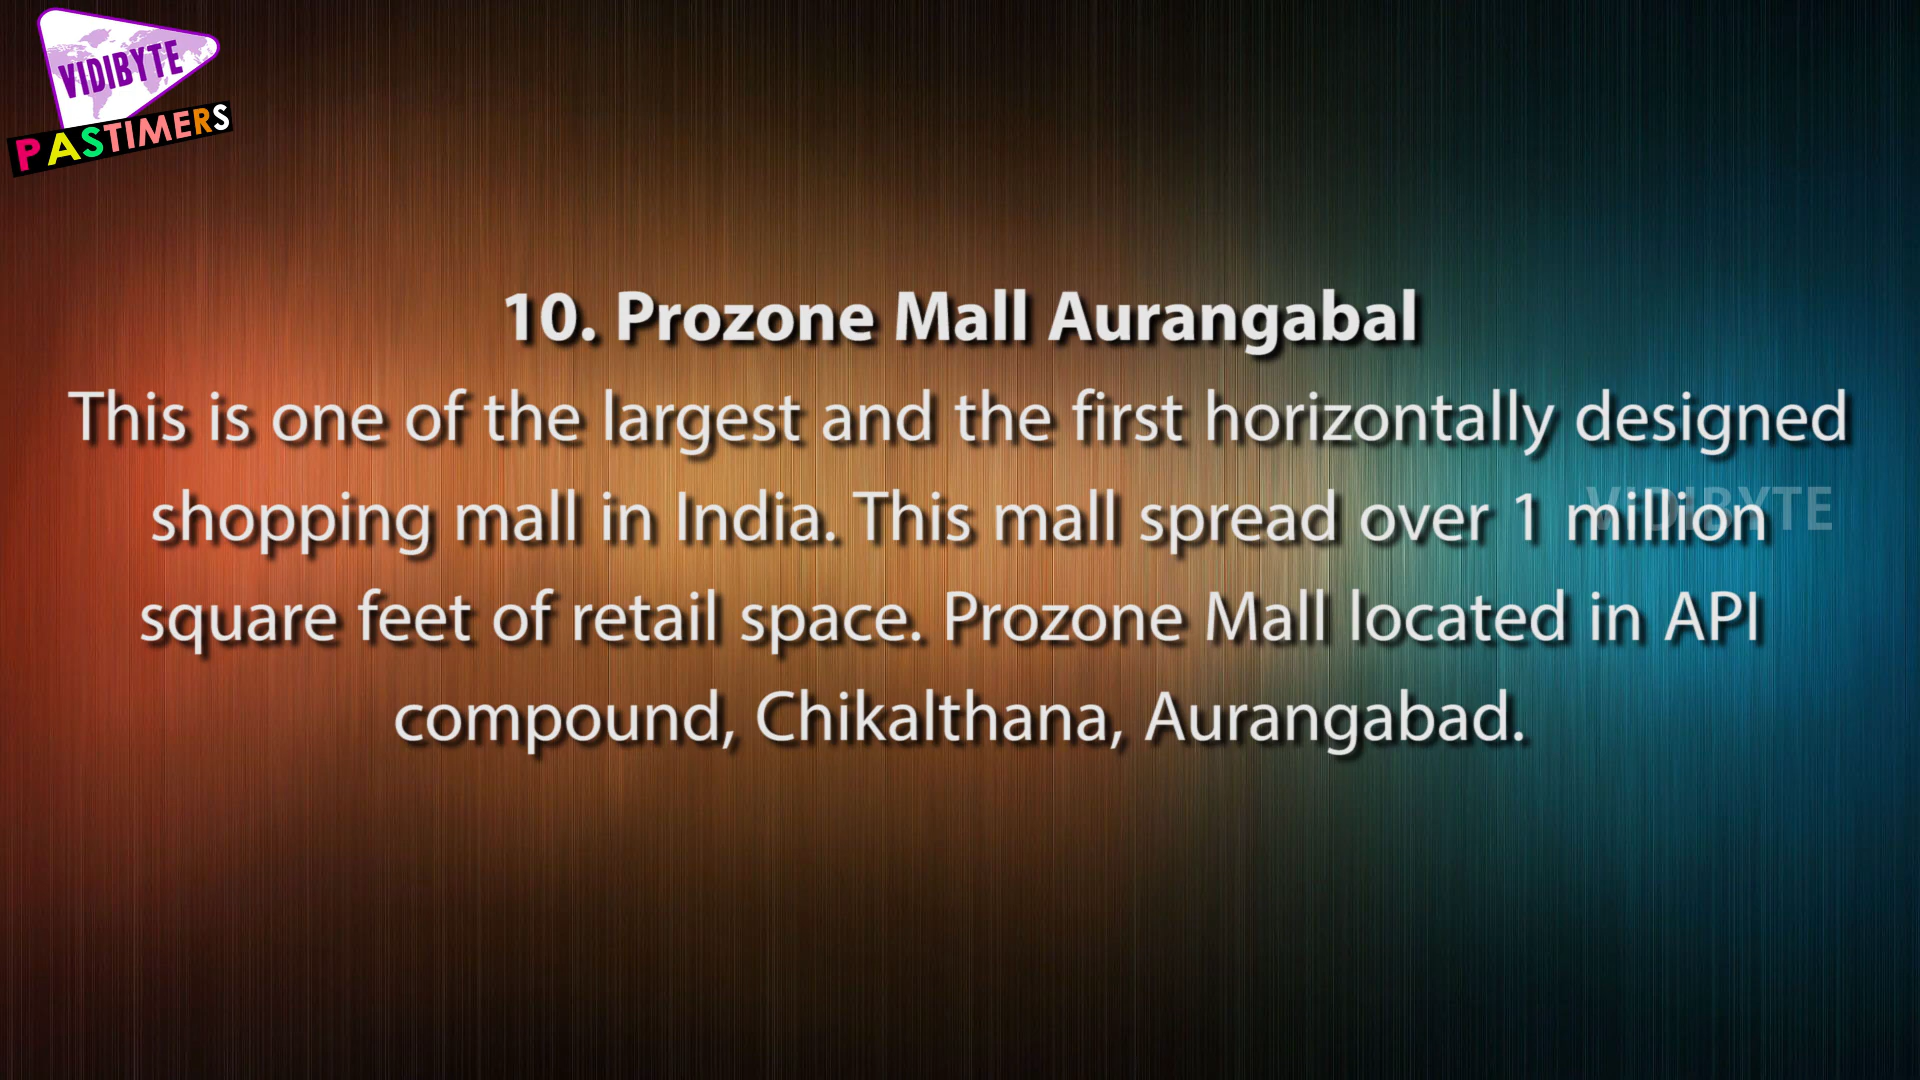 VIDIBYTE
PASTIMERS
10. Prozone Mall Aurangabal
This is one of the largest and the first horizontally designed
shopping mall in India. This mall spread over 1 million
VIDIBYTE
square feet of retail space. Prozone Mall located in API
compound, Chikalthana, Aurangabad.